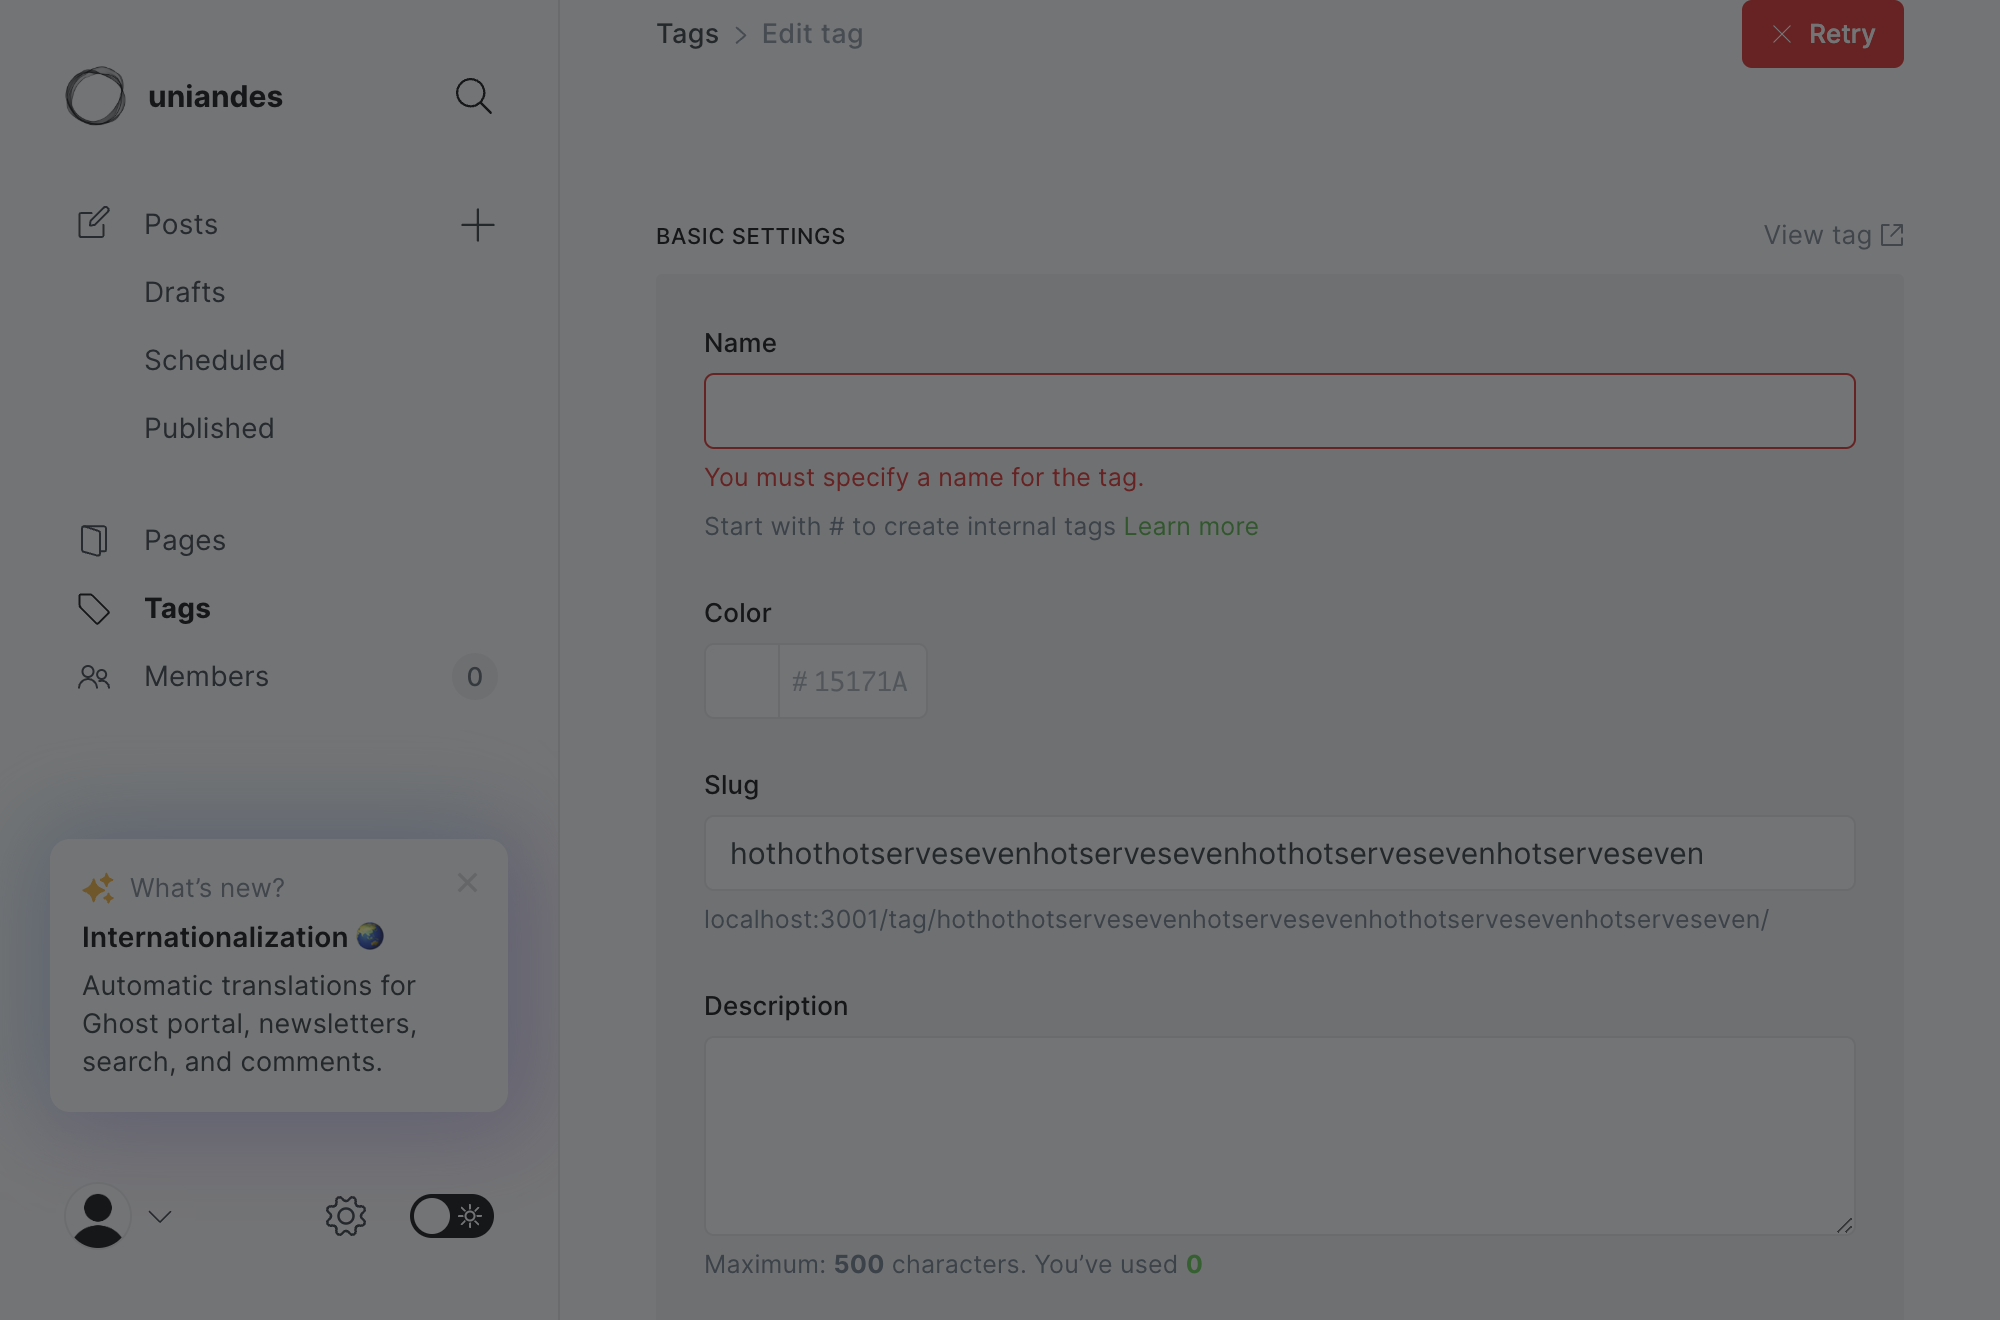 uniandes
Posts
Drafts
Scheduled
Published
Pages
Tags
Members
0
What’s new?
Internationalization
Automatic translations for
Ghost portal, newsletters,
search, and comments.
Tags > Edit tag
Retry
BASIC SETTINGS
View tag
Name
You must specify a name for the tag.
Start with # to create internal tags Learn more
Color
# 15171A
Slug
hothothotservesevenhotservesevenhothotservesevenhotserveseven
localhost:3001/tag/hothothotservesevenhotservesevenhothotservesevenhotserveseven/
Description
Maximum: 500 characters. You’ve used 0